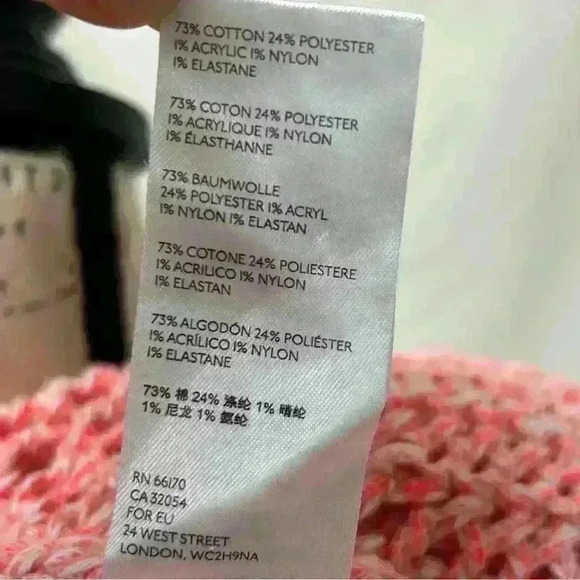 73% COTTON 24% POLYESTER
1% ACRYLIC 1% NYLON
1% ELASTANE
73% COTON 24% POLYESTER
1% ACRYLIQUE 1% NYLON
1% ÉLASTHANNE
73% BAUMWOLLE
24% POLYESTER 1% ACRYL
1% NYLON 1% ELASTAN
73% COTONE 24% POLIESTERE
1% ACRILICO 1% NYLON
1% ELASTAN
73% ALGODÓN 24% POLIÉSTER
1% ACRÍLICO 1% NYLON
1% ELASTANE
73% 棉 24% 涤纶 1% 晴纶
1% 尼龙 1% 氨纶
RN 66170
CA 32054
FOR EU
24 WEST STREET
LONDON, WC2H9NA